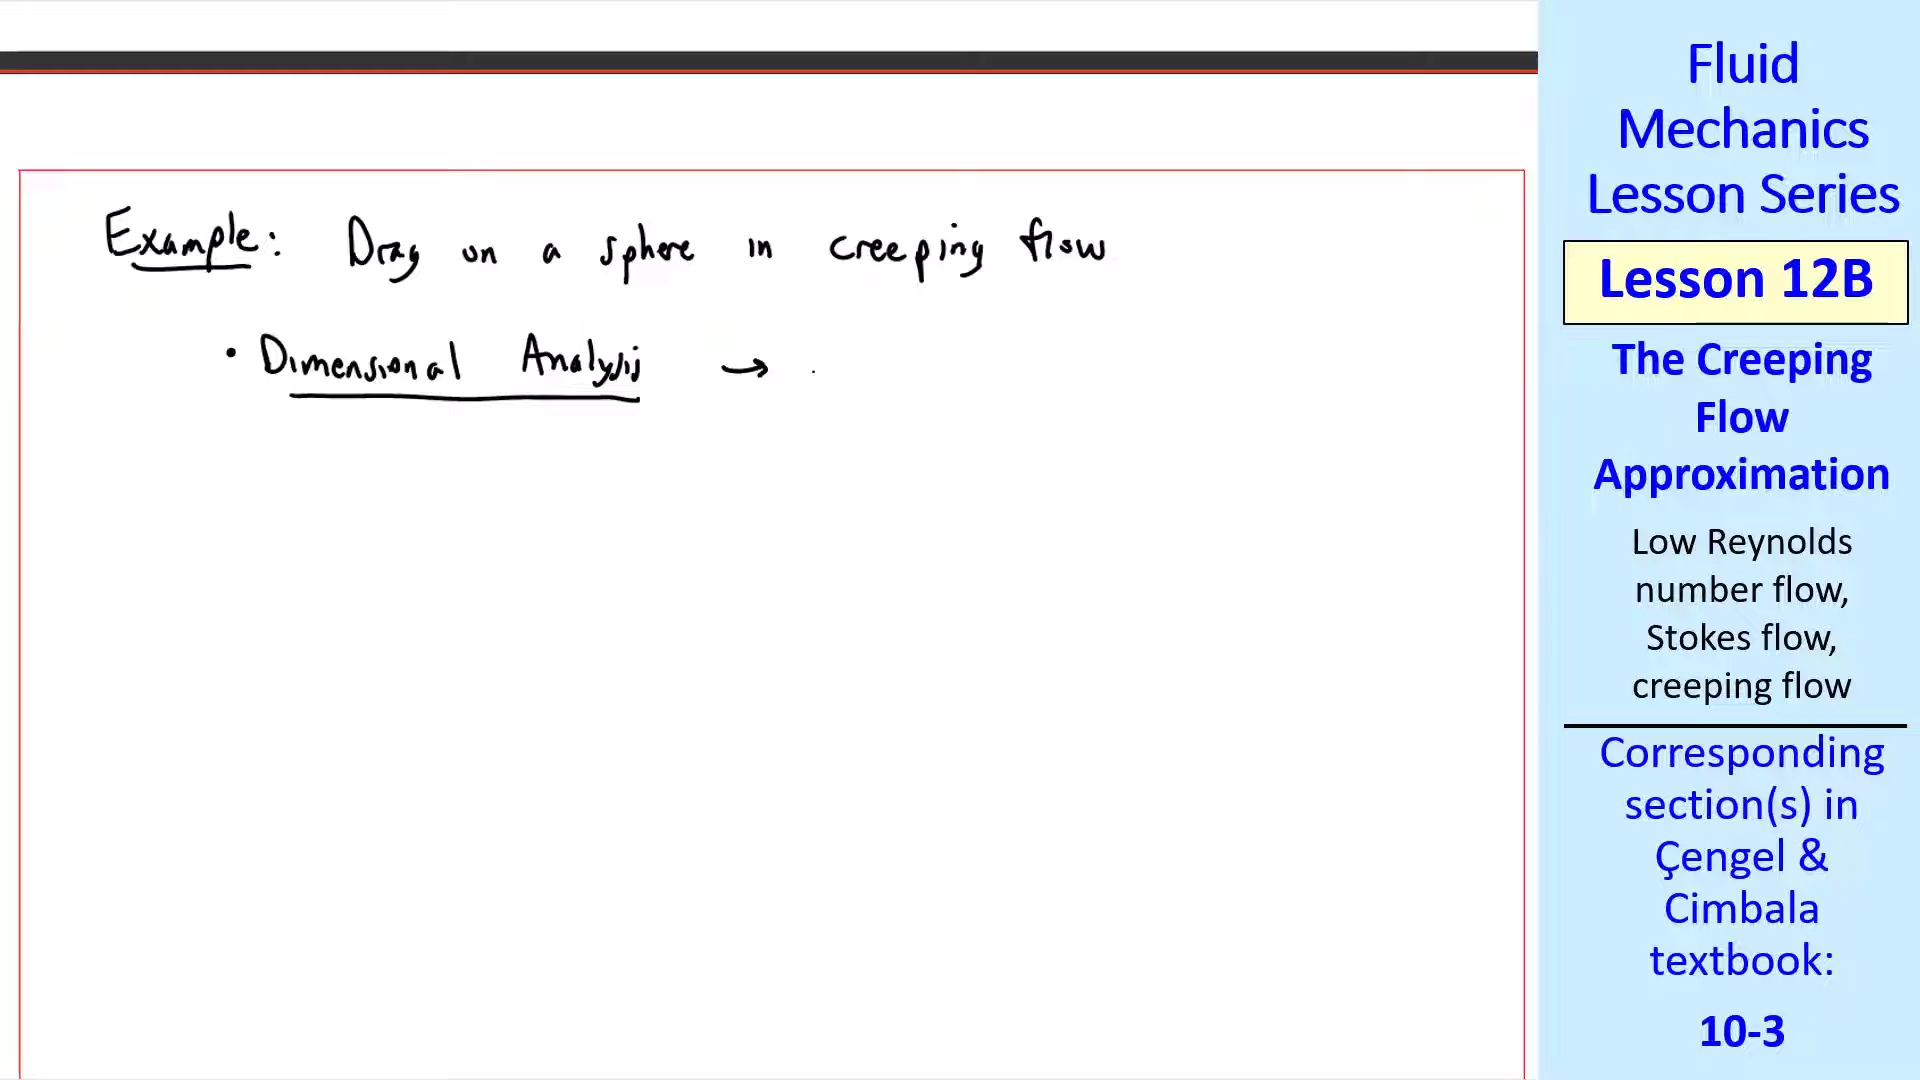 Example: Drag on a sphere in creeping flow
• Dimensional Analysis →
Fluid
Mechanics
Lesson Series
Lesson 12B
The Creeping
Flow
Approximation
Low Reynolds
number flow,
Stokes flow,
creeping flow
Corresponding
section(s) in
Çengel &
Cimbala
textbook:
10-3